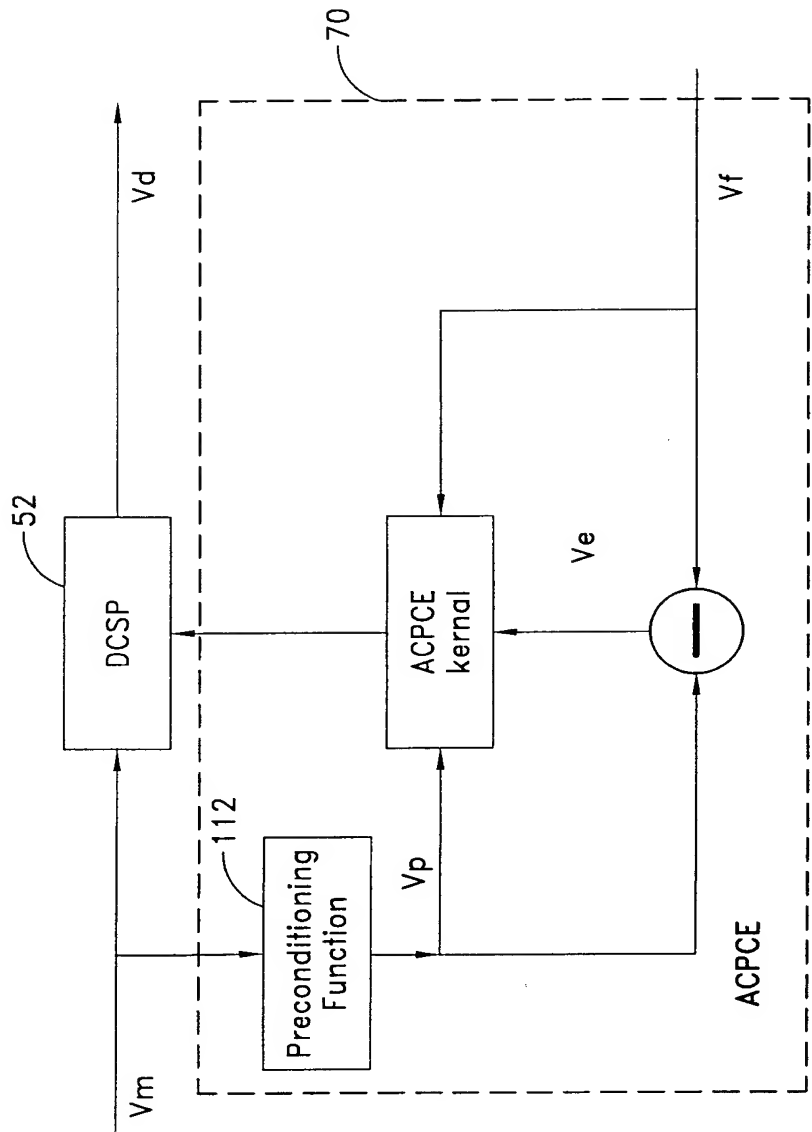 Vm
DCSP
52
Vd
70
112
Preconditioning
Function
Vp
ACPCE
kernal
Ve
Vf
ACPCE